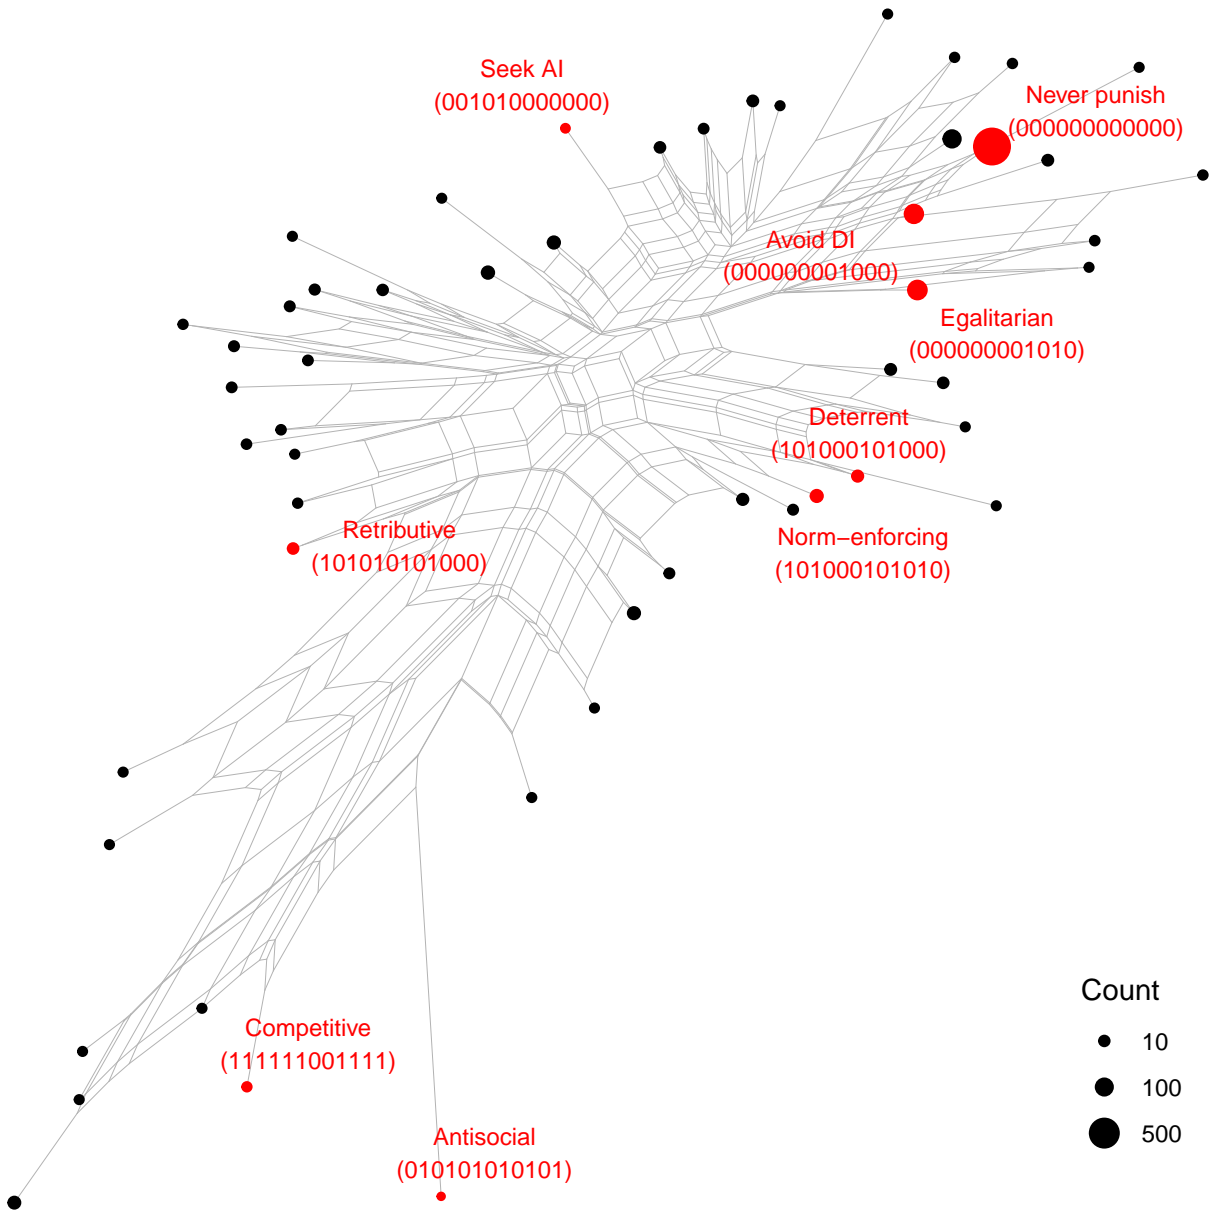 Seek AI
(001010000000)
Never punish
(000000000000)
Avoid DI
(000000001000)
Egalitarian
(000000001010)
Deterrent
(101000101000)
Retributive
(101010101000)
Norm−enforcing
(101000101010)
Count
10
100
500
Competitive
(111111001111)
Antisocial
(010101010101)